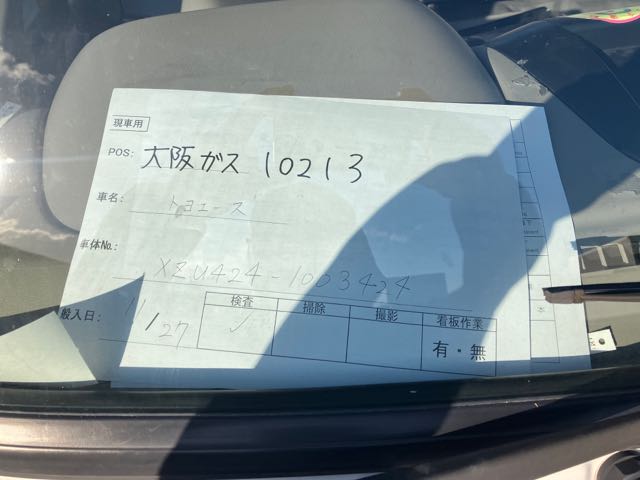 現車用
POS: 大阪ガス 10213
車名: トヨエース
車体No.: XZU424-1003424
搬入日: 11/27
検査 掃除 撮影 看板作業
✓ 有・無